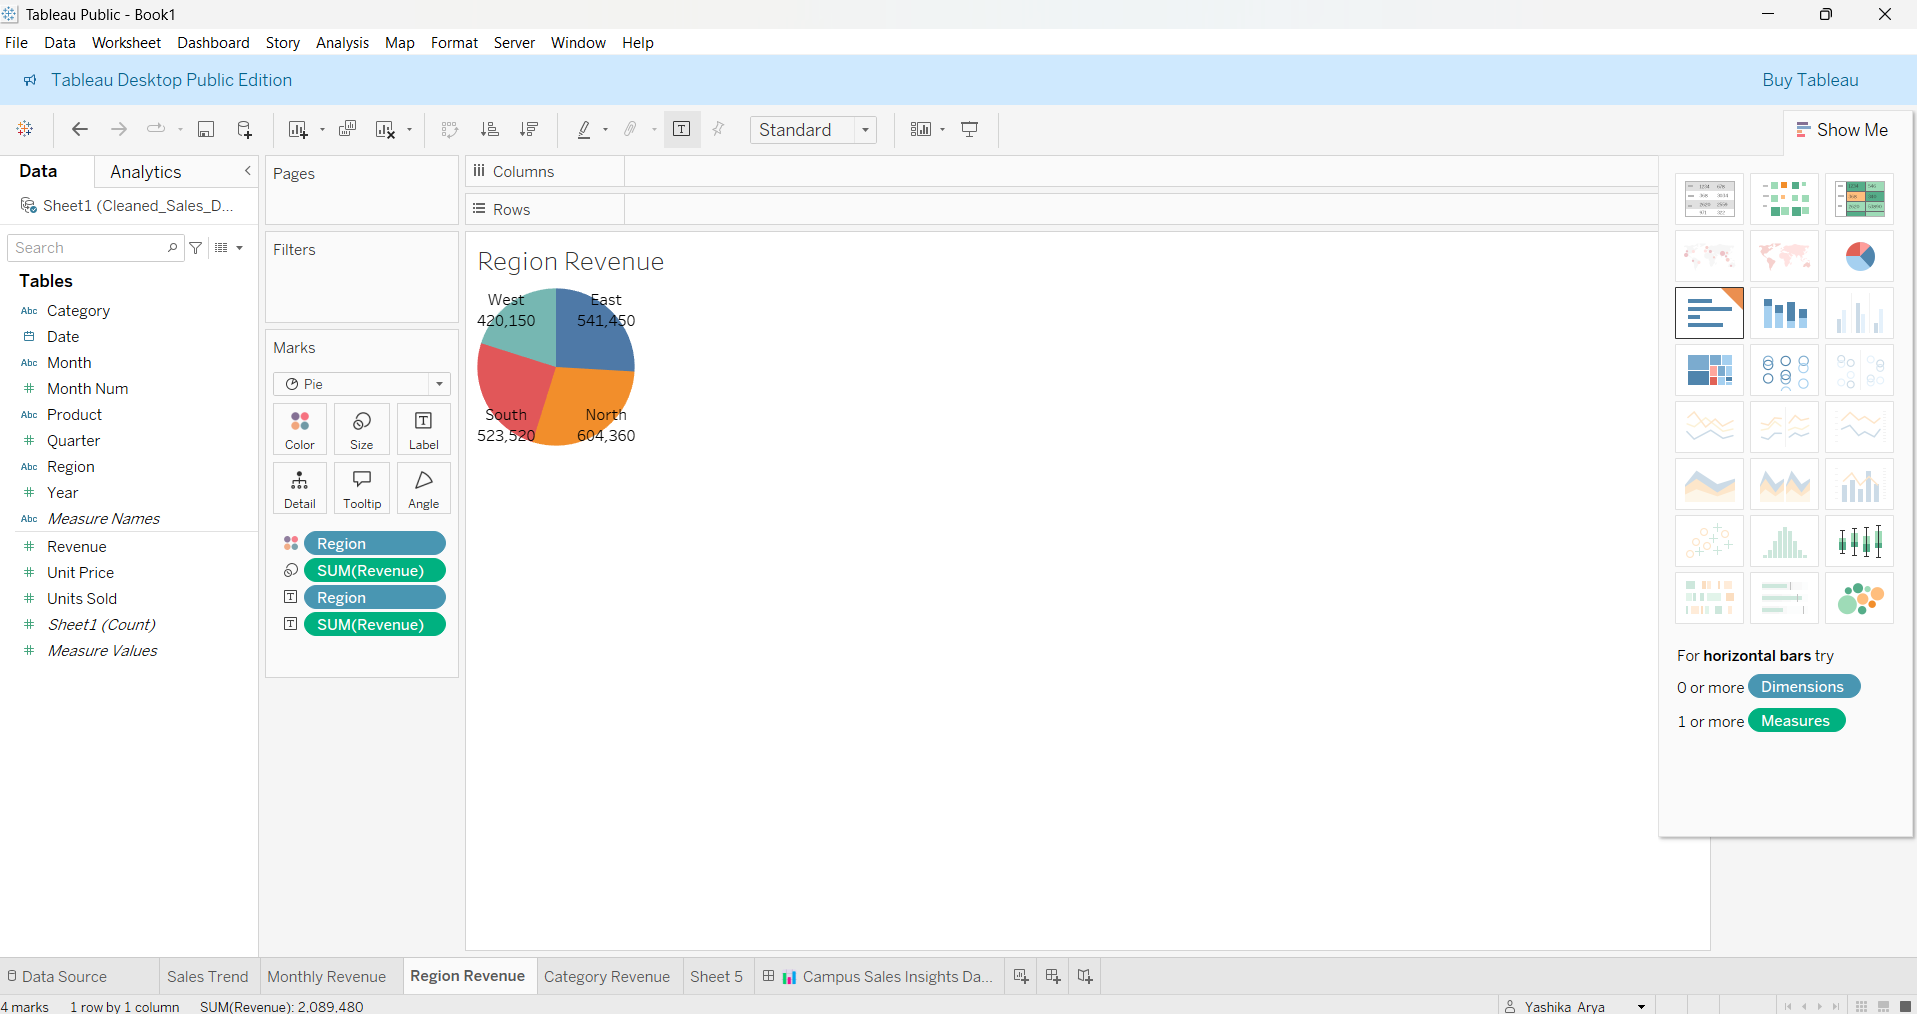 Tableau Public - Book1
File Data Worksheet Dashboard Story Analysis Map Format Server Window Help
Tableau Desktop Public Edition
Buy Tableau
Standard
Show Me
Data
Analytics
Sheet1 (Cleaned_Sales_D...
Search
Tables
Abc Category
Date
Abc Month
Month Num
Abc Product
Quarter
Abc Region
Year
Abc Measure Names
Revenue
Unit Price
Units Sold
Sheet1 (Count)
Measure Values
Pages
Filters
Marks
Pie
Color Size Label
Detail Tooltip Angle
Region
SUM(Revenue)
Region
SUM(Revenue)
Columns
Rows
Region Revenue
West
420,150
East
541,450
South
523,520
North
604,360
For horizontal bars try
0 or more Dimensions
1 or more Measures
Data Source
Sales Trend
Monthly Revenue
Region Revenue
Category Revenue
Sheet 5
Campus Sales Insights Da...
4 marks 1 row by 1 column SUM(Revenue): 2,089,480
Yashika Arya